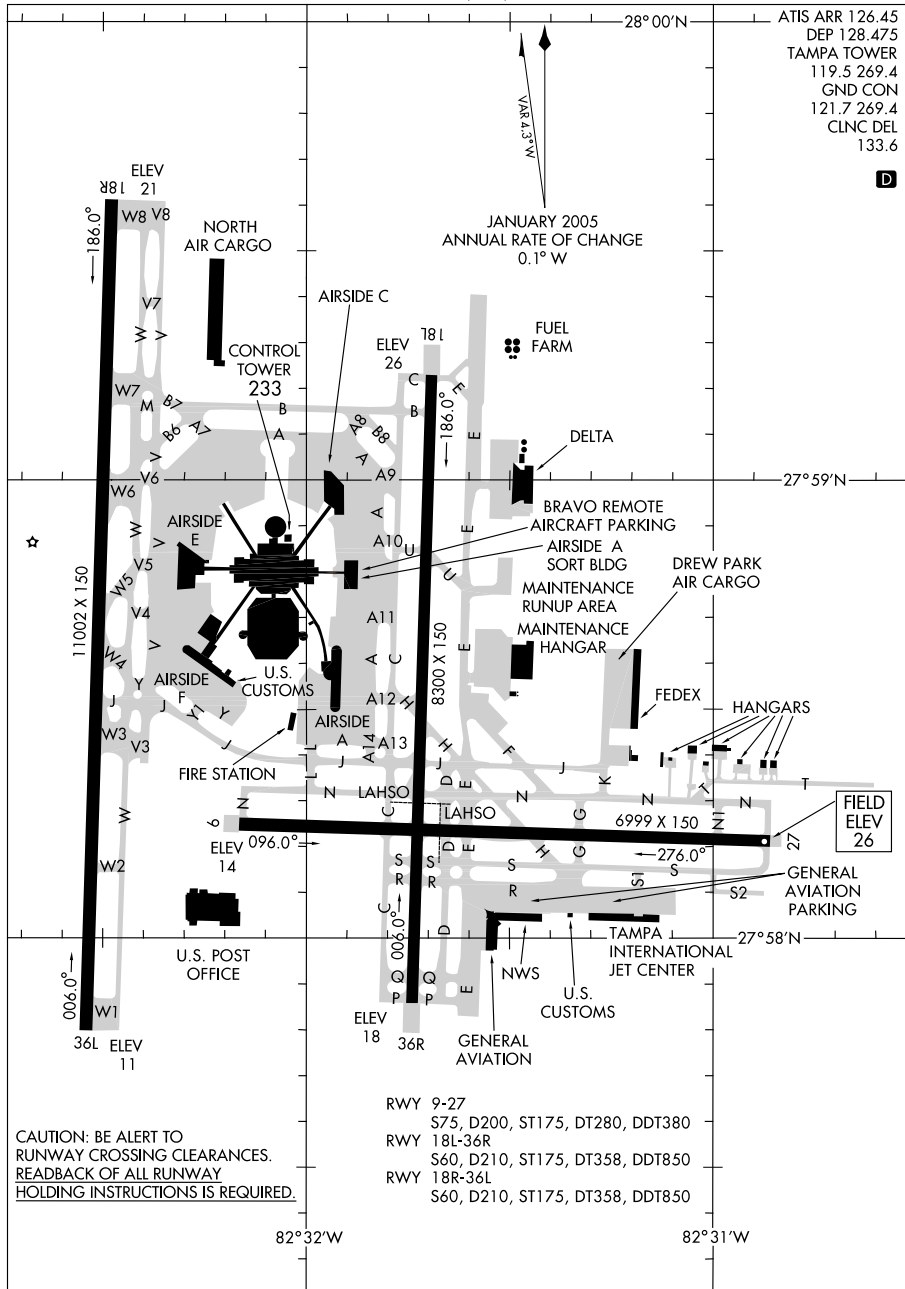 28°00'N
ATIS ARR 126.45
DEP 128.475
TAMPA TOWER
119.5 269.4
GND CON
121.7 269.4
CLNC DEL
133.6
D
VAR 4.3° W
JANUARY 2005
ANNUAL RATE OF CHANGE
0.1° W
18R
ELEV
21
186.0°
W8
V8
NORTH
AIR CARGO
V7
W
V
AIRSIDE C
CONTROL
TOWER
233
ELEV
26
18L
FUEL
FARM
W7
M
B7
B6
A7
B
A
A8
B8
A
C
B
E
186.0°
E
DELTA
V
V6
A9
27°59'N
W6
W
V
AIRSIDE
E
A
A10
U
U
E
BRAVO REMOTE
AIRCRAFT PARKING
AIRSIDE A
SORT BLDG
DREW PARK
AIR CARGO
11002 X 150
V5
W5
V4
V
W4
MAINTENANCE
RUNUP AREA
MAINTENANCE
HANGAR
A11
A
C
8300 X 150
E
U.S.
CUSTOMS
AIRSIDE
AIRSIDE
FEDEX
HANGARS
Y
J
J
F
Y1
Y
A12
H
W3
V3
J
L
A
A14
A13
J
H
F
J
K
FIRE STATION
L
J
D
E
T
T
N
N
LAHSO
N
G
N
N1
N
FIELD
ELEV
26
W
9
C
LAHSO
6999 X 150
27
ELEV
14
096.0°
D
E
H
G
276.0°
W2
S
S
R
R
S
R
S1
S
S2
GENERAL
AVIATION
PARKING
U.S. POST
OFFICE
C
006.0°
D
TAMPA
INTERNATIONAL
JET CENTER
27°58'N
NWS
U.S.
CUSTOMS
006.0°
W1
Q
Q
P
P
E
36L
ELEV
11
ELEV
18
36R
GENERAL
AVIATION
RWY 9-27
S75, D200, ST175, DT280, DDT380
RWY 18L-36R
S60, D210, ST175, DT358, DDT850
RWY 18R-36L
S60, D210, ST175, DT358, DDT850
CAUTION: BE ALERT TO
RUNWAY CROSSING CLEARANCES.
READBACK OF ALL RUNWAY
HOLDING INSTRUCTIONS IS REQUIRED.
82°32'W
82°31'W